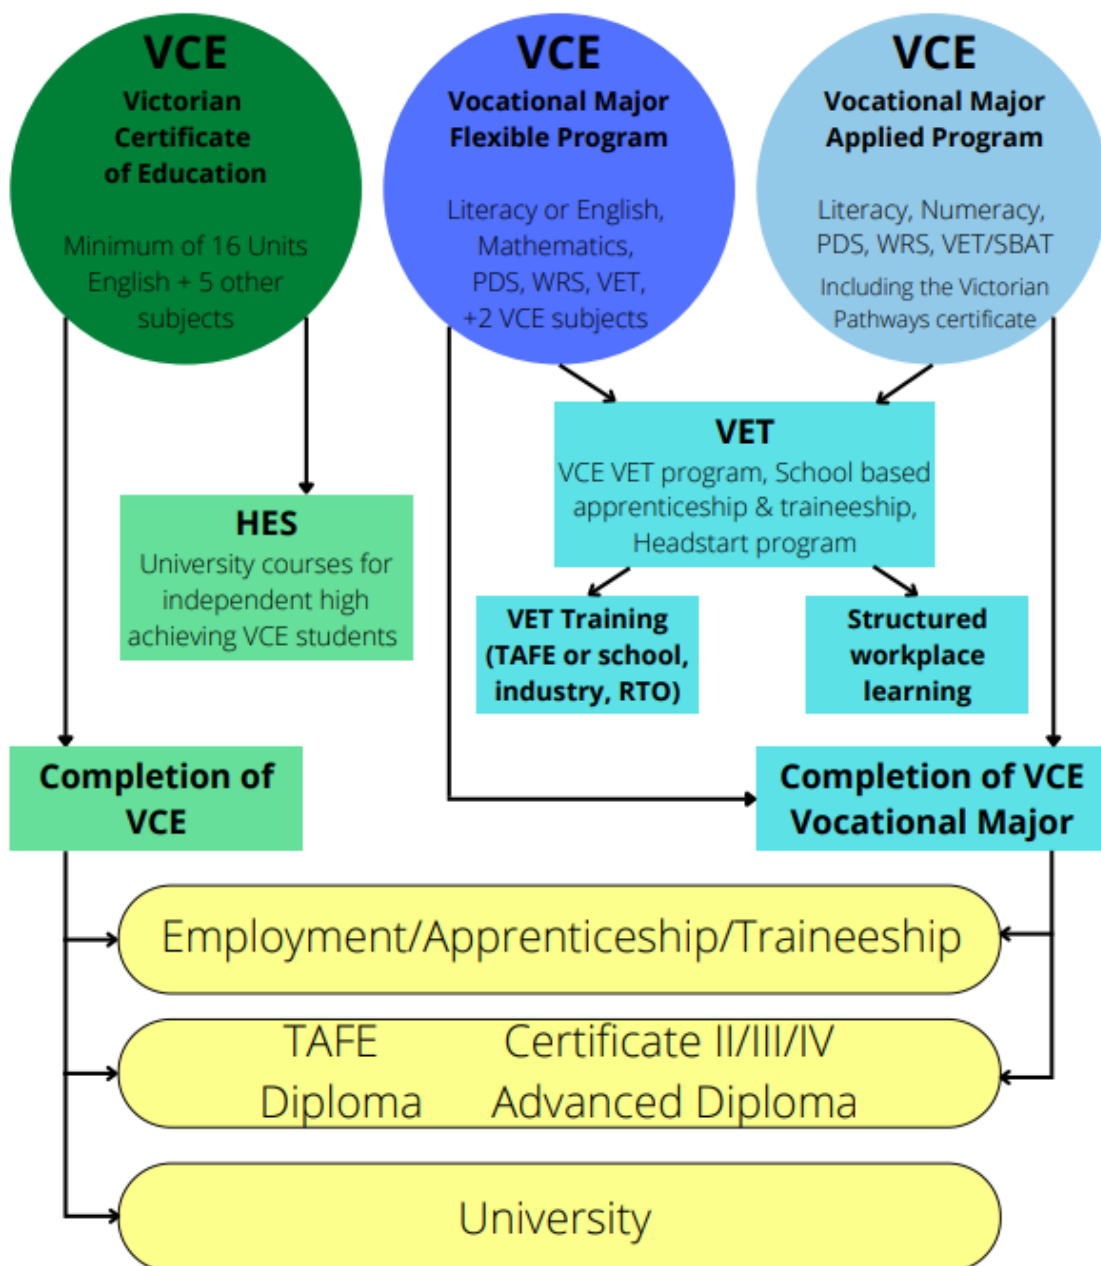 VCE
Victorian
Certificate
of Education
Minimum of 16 Units
English + 5 other
subjects
VCE
Vocational Major
Flexible Program
Literacy or English,
Mathematics,
PDS, WRS, VET,
+2 VCE subjects
VCE
Vocational Major
Applied Program
Literacy, Numeracy,
PDS, WRS, VET/SBAT
Including the Victorian
Pathways certificate
VET
VCE VET program, School based
apprenticeship & traineeship,
Headstart program
HES
University courses for
independent high
achieving VCE students
VET Training
(TAFE or school,
industry, RTO)
Structured
workplace
learning
Completion of
VCE
Completion of VCE
Vocational Major
Employment/Apprenticeship/Traineeship
TAFE Certificate II/III/IV
Diploma Advanced Diploma
University